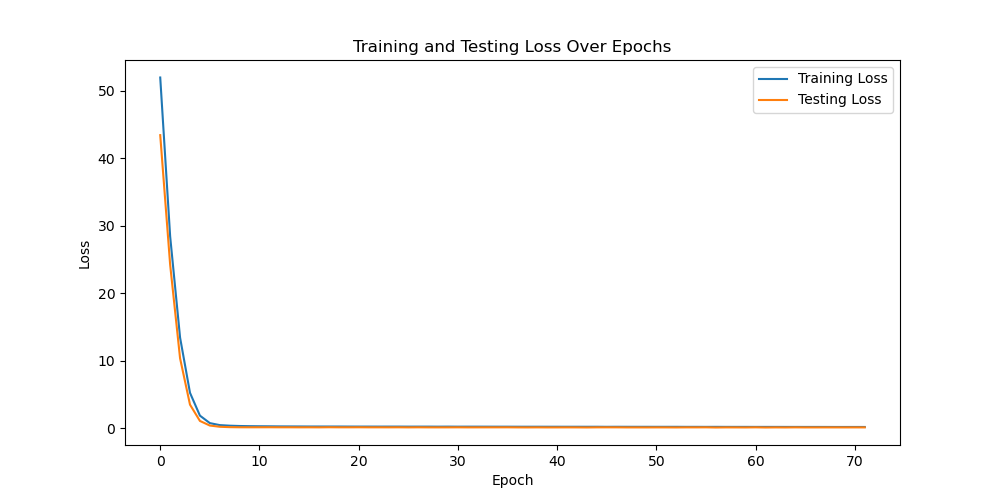 Training and Testing Loss Over Epochs
Training Loss
Testing Loss
50
40
30
20
10
0
Loss
0 10 20 30 40 50 60 70
Epoch